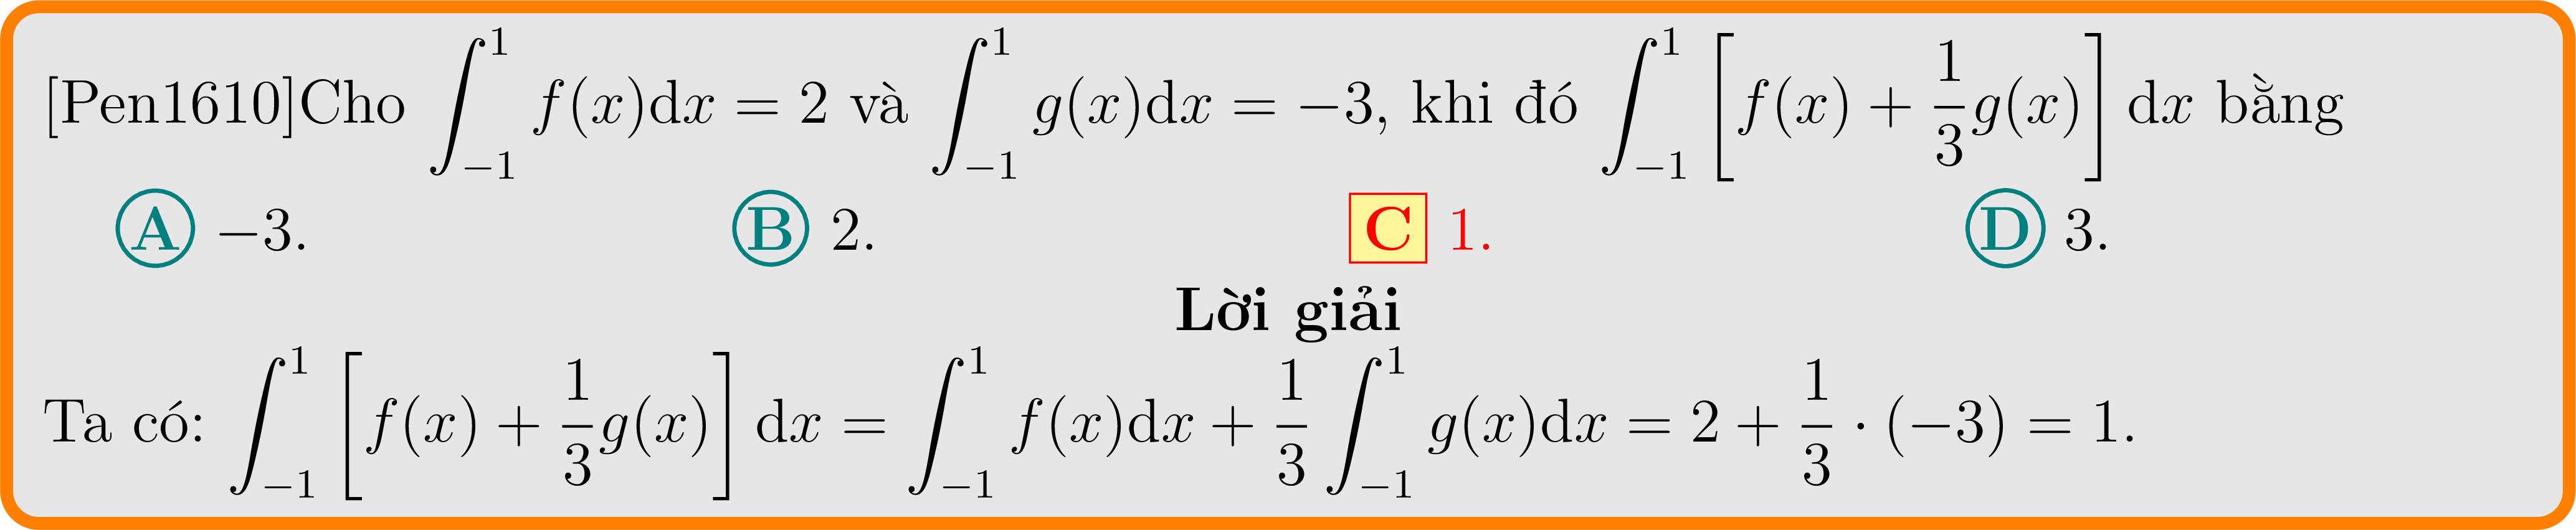 [Pen1610]Cho $\int_{-1}^{1} f(x)\mathrm{d}x = 2$ và $\int_{-1}^{1} g(x)\mathrm{d}x = -3$, khi đó $\int_{-1}^{1} \left[ f(x) + \frac{1}{3} g(x) \right] \mathrm{d}x$ bằng
A −3. B 2. C 1. D 3.
Lời giải
Ta có: $\int_{-1}^{1} \left[ f(x) + \frac{1}{3} g(x) \right] \mathrm{d}x = \int_{-1}^{1} f(x)\mathrm{d}x + \frac{1}{3} \int_{-1}^{1} g(x)\mathrm{d}x = 2 + \frac{1}{3} \cdot (-3) = 1.$